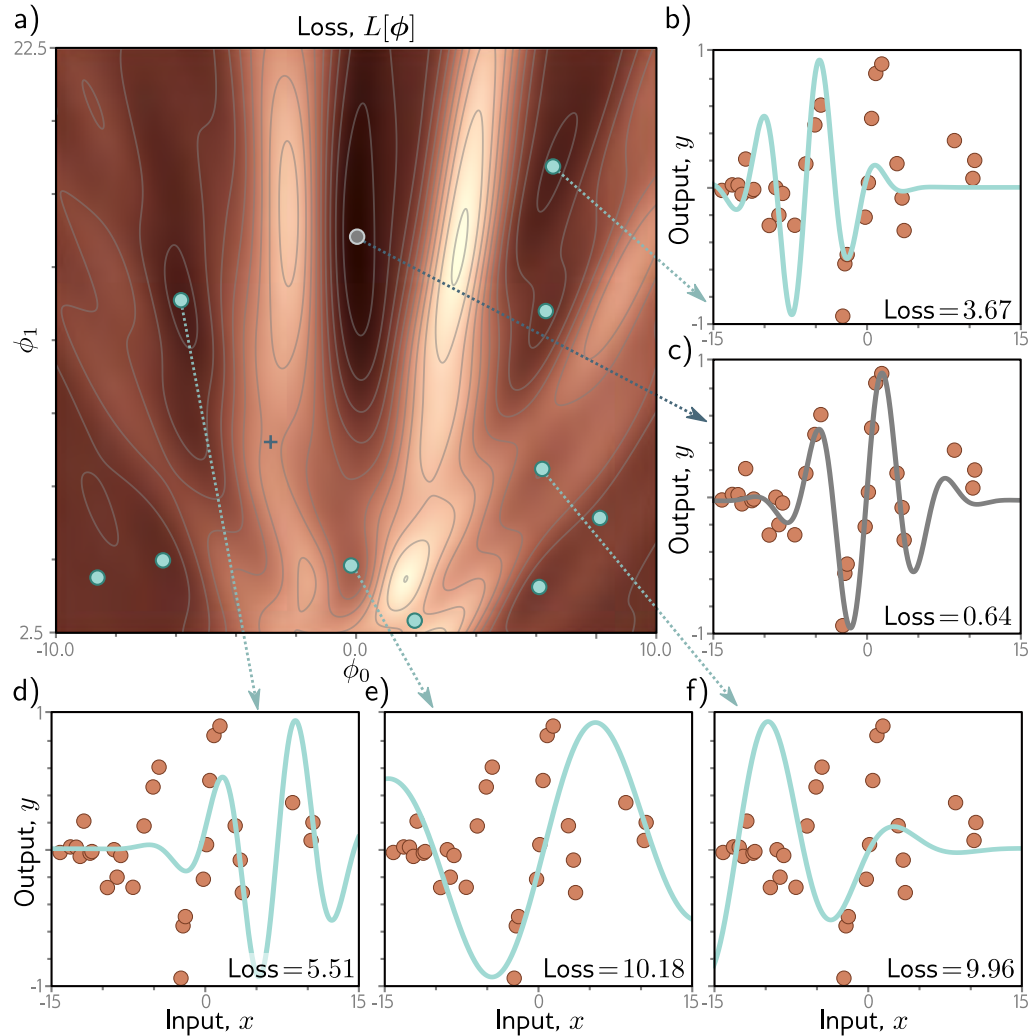 a)
Loss, L[ϕ]
22.5
ϕ1
2.5
-10.0
0.0
10.0
ϕ0
b)
1
Output, y
-1
Loss=3.67
-15
0
15
c)
1
Output, y
-1
Loss=0.64
-15
0
15
d)
1
Output, y
-1
Loss=5.51
-15
0
15
Input, x
e)
Loss=10.18
-15
0
15
Input, x
f)
Loss=9.96
-15
0
15
Input, x